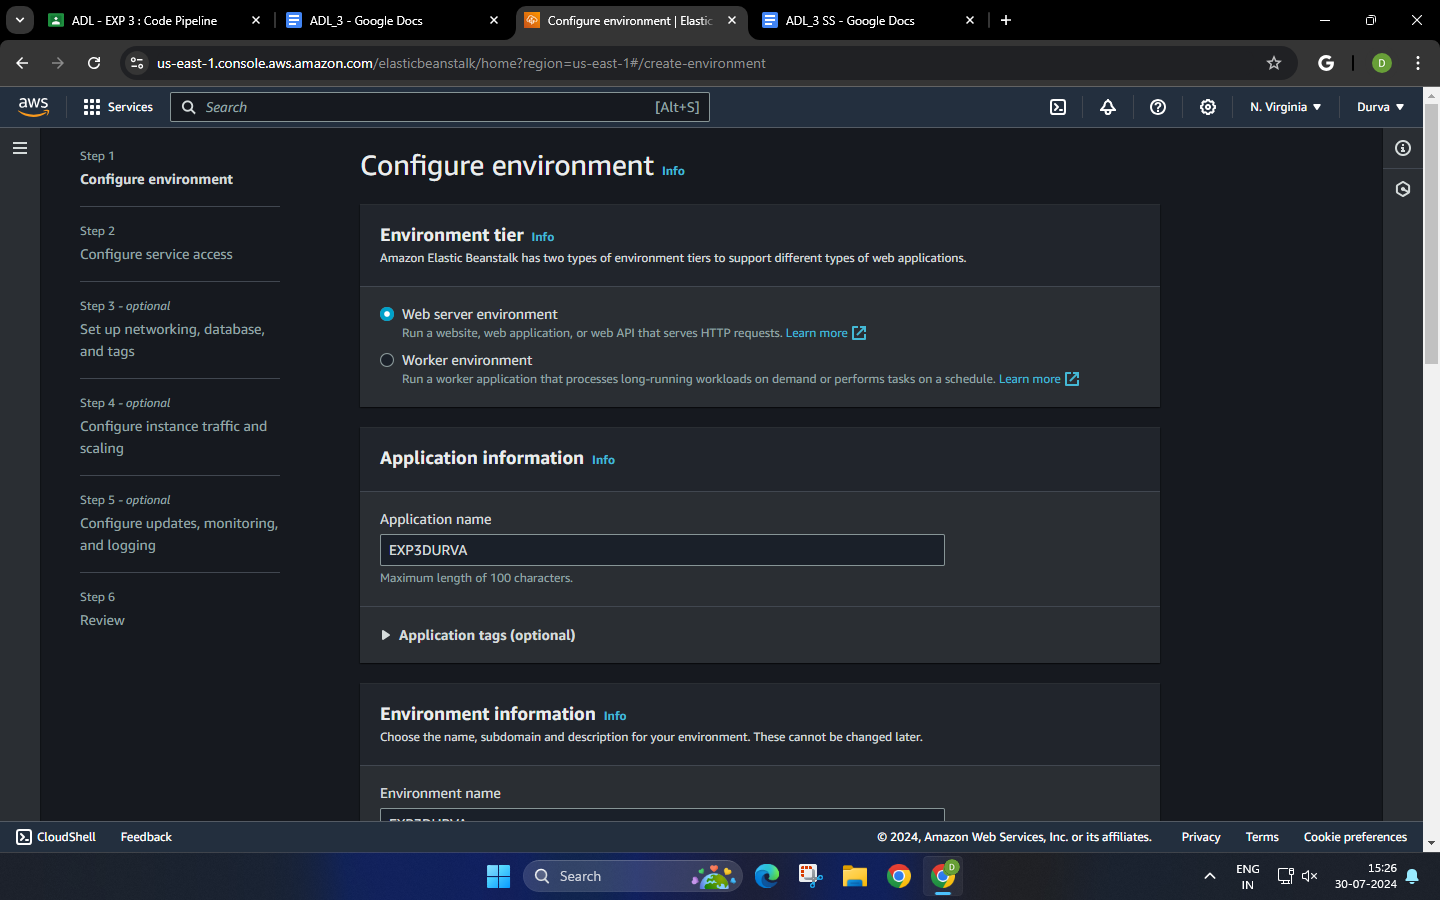 ADL - EXP 3 : Code Pipeline
ADL_3 - Google Docs
Configure environment | Elastic
ADL_3 SS - Google Docs
us-east-1.console.aws.amazon.com/elasticbeanstalk/home?region=us-east-1#/create-environment
G
D
aws
Services
Search
[Alt+S]
N. Virginia
Durva
Step 1
Configure environment
Step 2
Configure service access
Step 3 - optional
Set up networking, database,
and tags
Step 4 - optional
Configure instance traffic and
scaling
Step 5 - optional
Configure updates, monitoring,
and logging
Step 6
Review
Configure environment Info
Environment tier Info
Amazon Elastic Beanstalk has two types of environment tiers to support different types of web applications.
Web server environment
Run a website, web application, or web API that serves HTTP requests. Learn more
Worker environment
Run a worker application that processes long-running workloads on demand or performs tasks on a schedule. Learn more
Application information Info
Application name
EXP3DURVA
Maximum length of 100 characters.
Application tags (optional)
Environment information Info
Choose the name, subdomain and description for your environment. These cannot be changed later.
Environment name
EXP3DURVA
CloudShell
Feedback
© 2024, Amazon Web Services, Inc. or its affiliates.
Privacy
Terms
Cookie preferences
Search
D
ENG
IN
15:26
30-07-2024